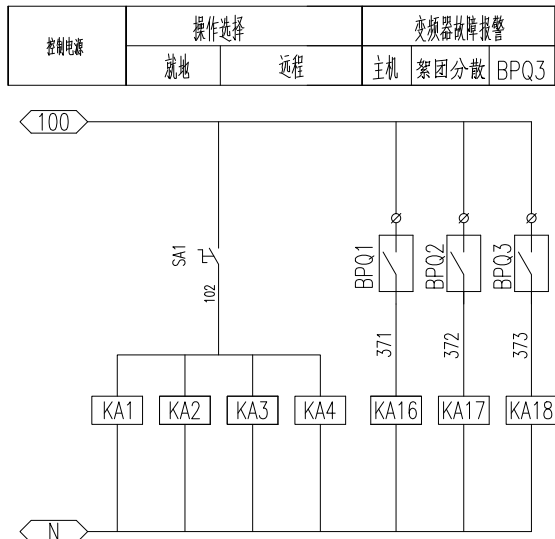 控制电源
操作选择
变频器故障报警
就地
远程
主机
絮团分散
BPQ3
100
SA1
102
BPQ1
BPQ2
BPQ3
371
372
373
KA1
KA2
KA3
KA4
KA16
KA17
KA18
N